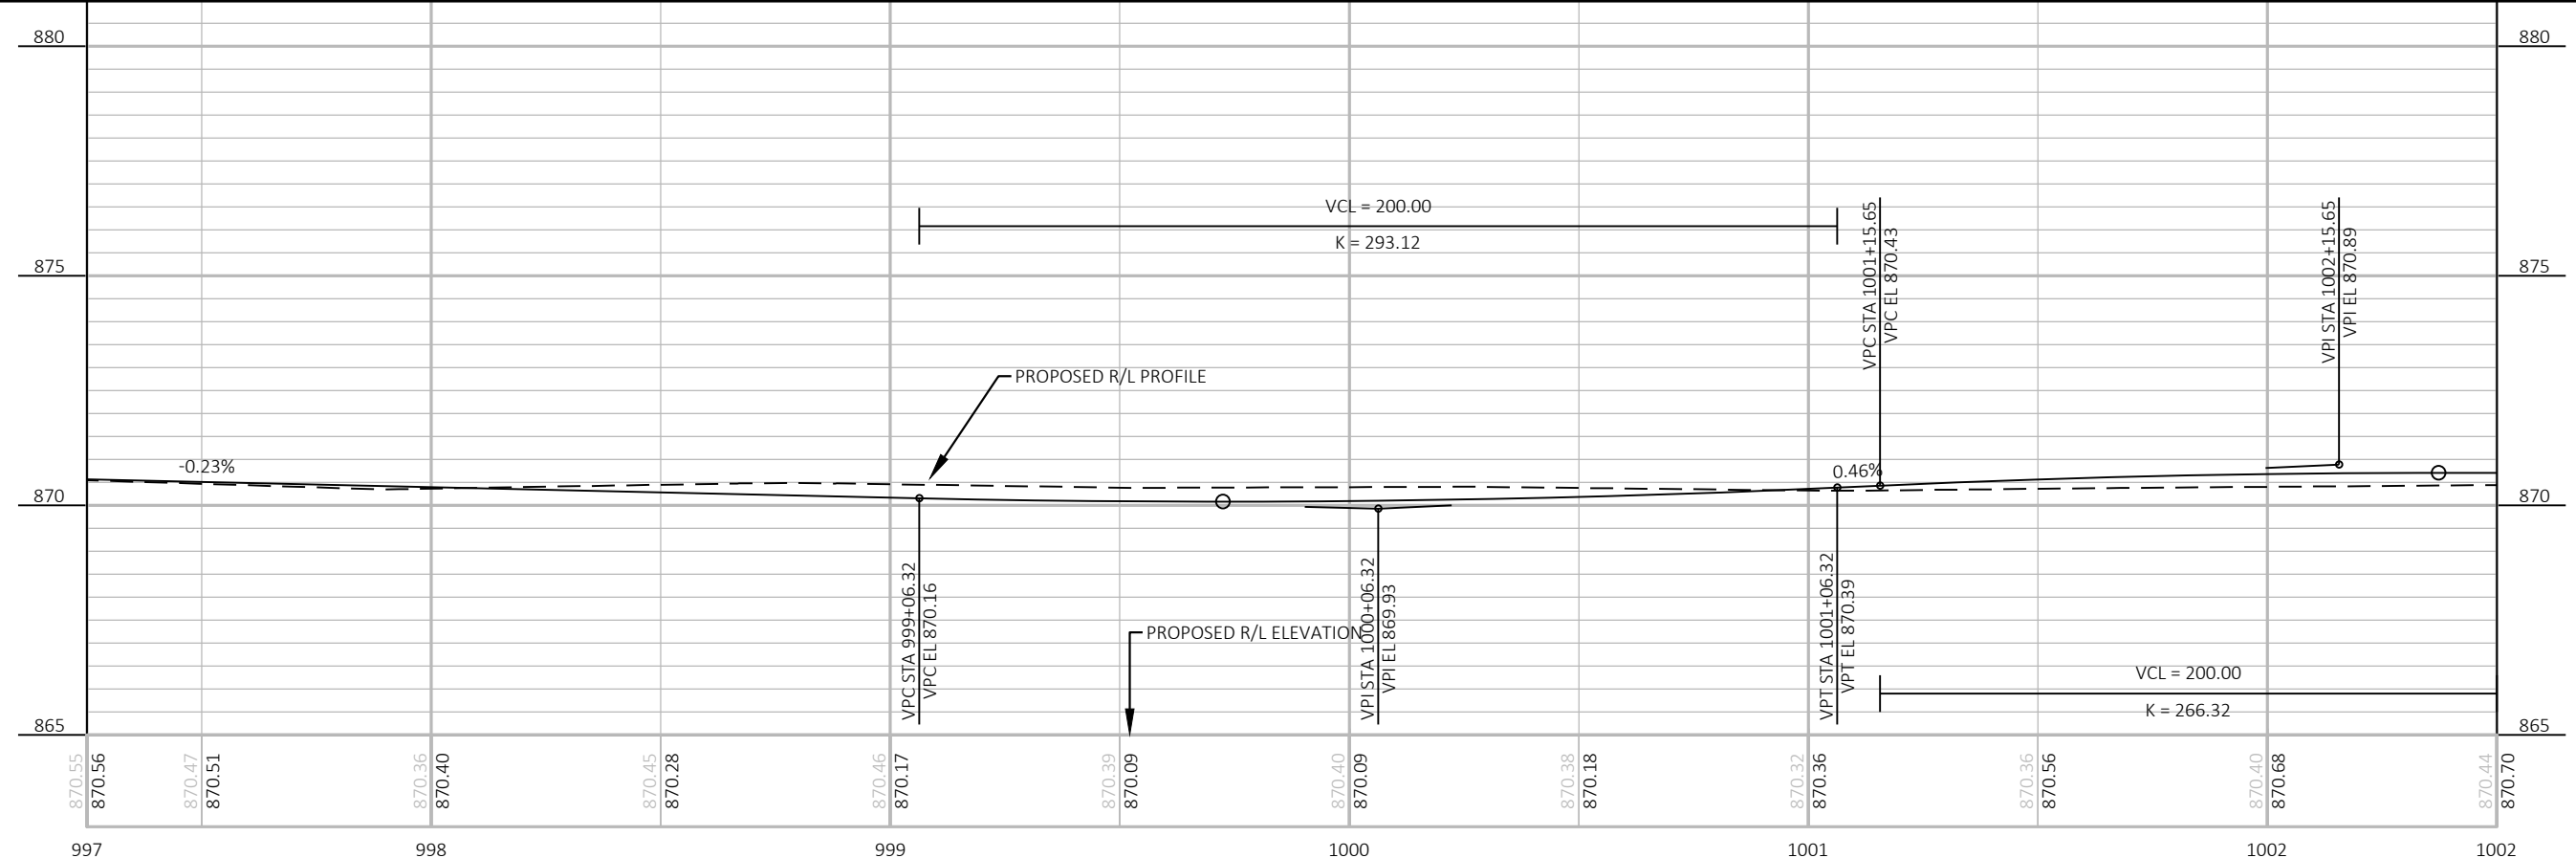 880
880
VCL = 200.00
K = 293.12
875
875
VPC STA 1001+15.65
VPC EL 870.43
VPI STA 1002+15.65
VPI EL 870.89
PROPOSED R/L PROFILE
-0.23%
0.46%
870
870
VPC STA 999+06.32
VPC EL 870.16
PROPOSED R/L ELEVATION
VPI STA 1000+06.32
VPI EL 869.93
VPT STA 1001+06.32
VPT EL 870.39
VCL = 200.00
K = 266.32
865
865
870.55
870.56
870.47
870.51
870.36
870.40
870.45
870.28
870.46
870.17
870.39
870.09
870.40
870.09
870.38
870.18
870.32
870.36
870.36
870.56
870.40
870.68
870.44
870.70
997
998
999
1000
1001
1002
1002